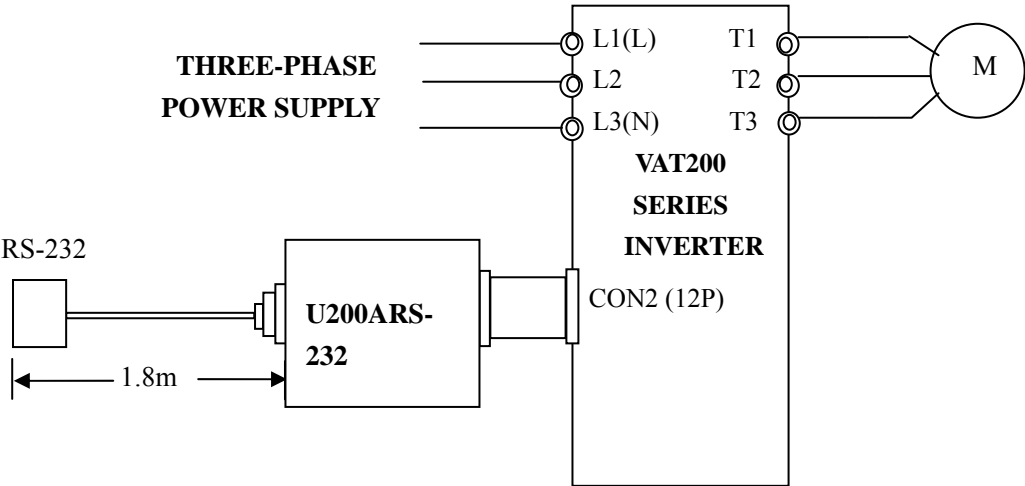 THREE-PHASE
POWER SUPPLY
L1(L)
L2
L3(N)
T1
T2
T3
M
VAT200
SERIES
INVERTER
RS-232
U200ARS-
232
CON2 (12P)
1.8m